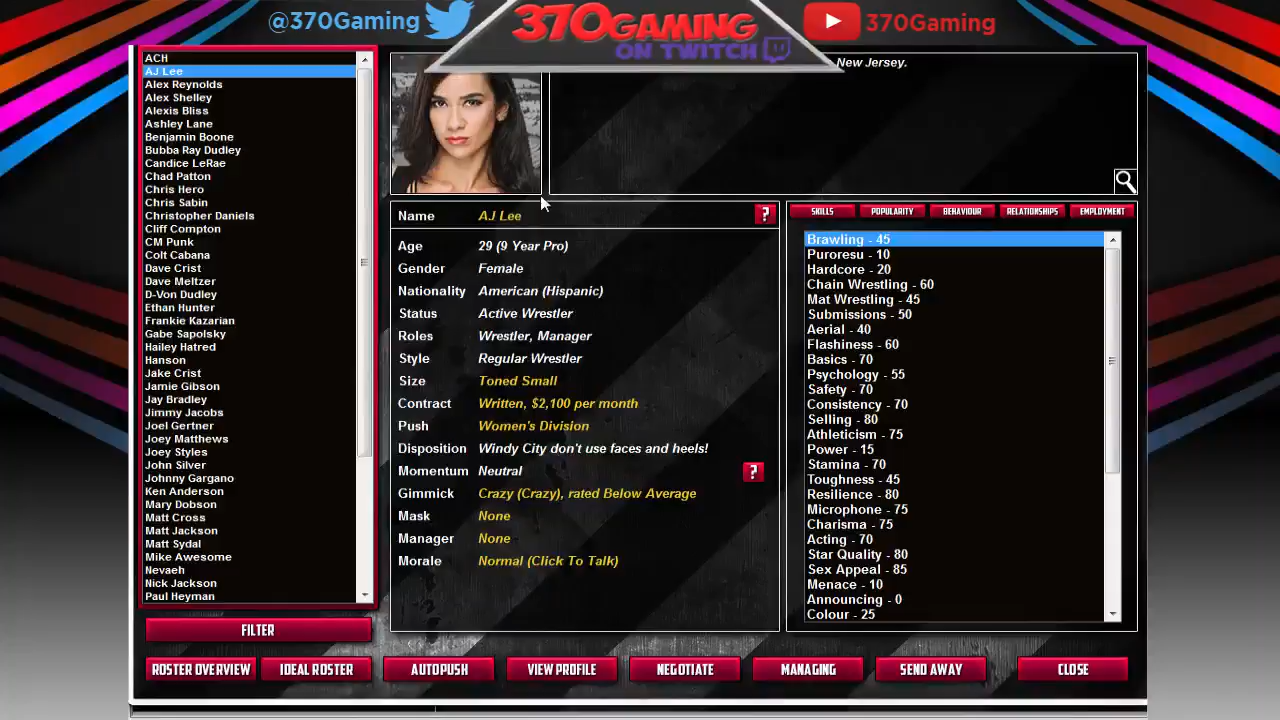 @370Gaming
370GAMING
ON TWITCH
370Gaming
ACH
AJ Lee
Alex Reynolds
Alex Shelley
Alexis Bliss
Ashley Lane
Benjamin Boone
Bubba Ray Dudley
Candice LeRae
Chad Patton
Chris Hero
Chris Sabin
Christopher Daniels
Cliff Compton
CM Punk
Colt Cabana
Dave Crist
Dave Meltzer
D-Von Dudley
Ethan Hunter
Frankie Kazarian
Gabe Sapolsky
Hailey Hatred
Hanson
Jake Crist
Jamie Gibson
Jay Bradley
Jimmy Jacobs
Joel Gertner
Joey Matthews
Joey Styles
John Silver
Johnny Gargano
Ken Anderson
Mary Dobson
Matt Cross
Matt Jackson
Matt Sydal
Mike Awesome
Nevaeh
Nick Jackson
Paul Heyman
FILTER
New Jersey.
Name AJ Lee ?
Age 29 (9 Year Pro)
Gender Female
Nationality American (Hispanic)
Status Active Wrestler
Roles Wrestler, Manager
Style Regular Wrestler
Size Toned Small
Contract Written, $2,100 per month
Push Women's Division
Disposition Windy City don't use faces and heels!
Momentum Neutral ?
Gimmick Crazy (Crazy), rated Below Average
Mask None
Manager None
Morale Normal (Click To Talk)
SKILLS POPULARITY BEHAVIOUR RELATIONSHIPS EMPLOYMENT
Brawling - 45
Puroresu - 10
Hardcore - 20
Chain Wrestling - 60
Mat Wrestling - 45
Submissions - 50
Aerial - 40
Flashiness - 60
Basics - 70
Psychology - 55
Safety - 70
Consistency - 70
Selling - 80
Athleticism - 75
Power - 15
Stamina - 70
Toughness - 45
Resilience - 80
Microphone - 75
Charisma - 75
Acting - 70
Star Quality - 80
Sex Appeal - 85
Menace - 10
Announcing - 0
Colour - 25
ROSTER OVERVIEW IDEAL ROSTER AUTOPUSH VIEW PROFILE NEGOTIATE MANAGING SEND AWAY CLOSE